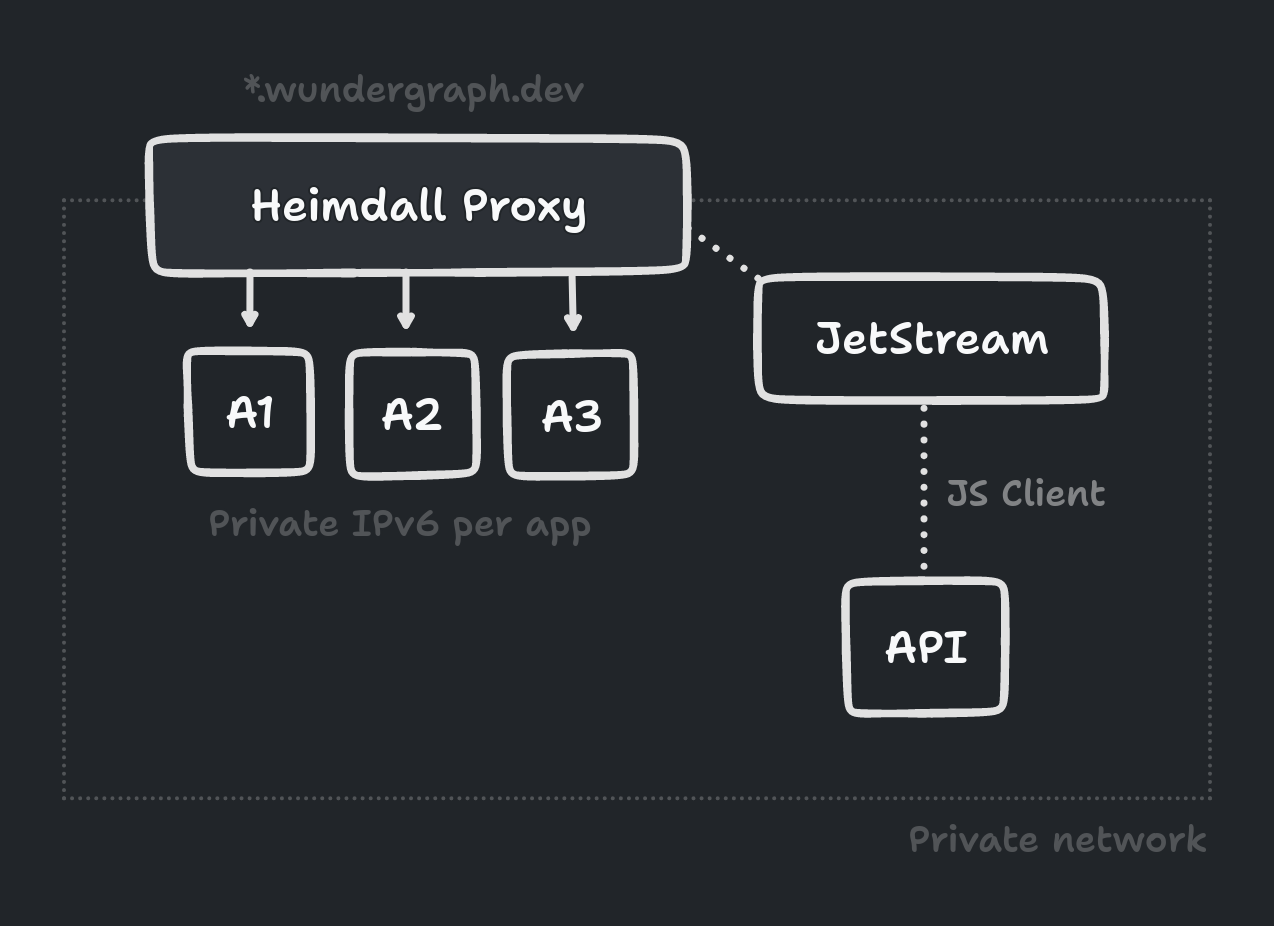 *.wundergraph.dev
Heimdall Proxy
JetStream
A1
A2
A3
JS Client
Private IPv6 per app
API
Private network